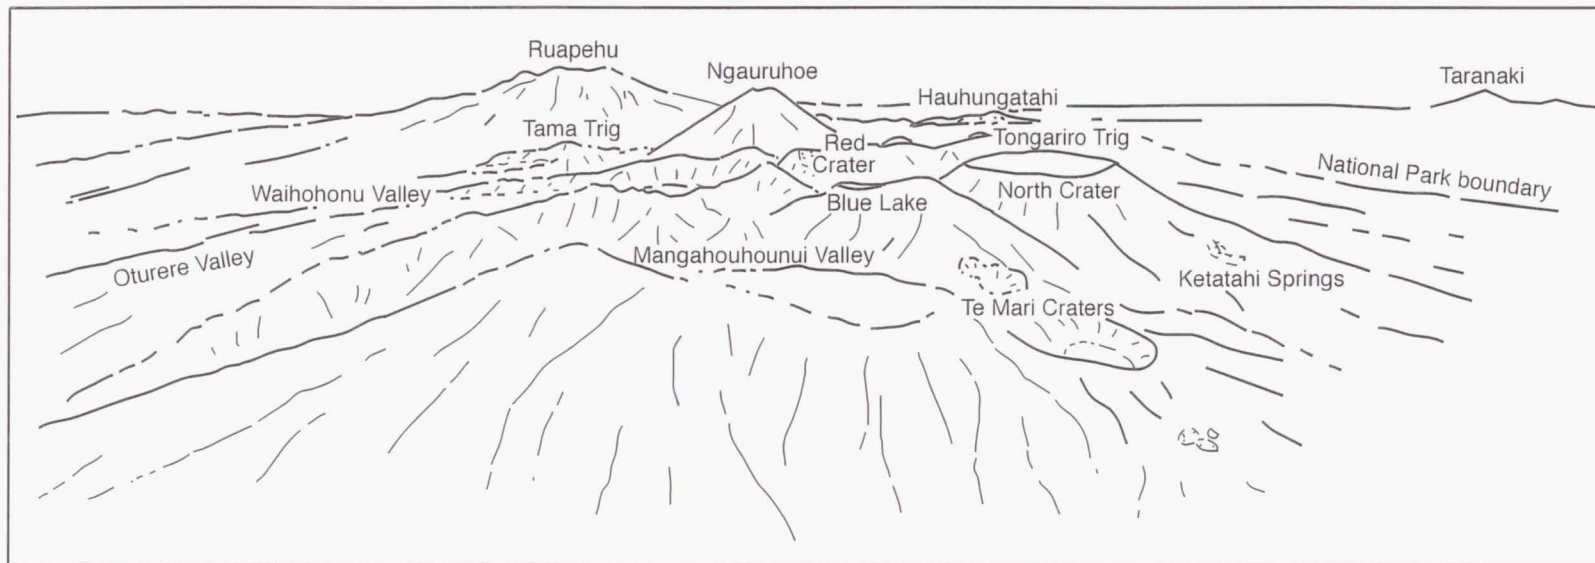 Ruapehu
Ngauruhoe
Taranaki
Hauhungatahi
Tama Trig
Red
Crater
Tongariro Trig
National Park boundary
Waihohonu Valley
Blue Lake
North Crater
Oturere Valley
Mangahouhounui Valley
Ketatahi Springs
Te Mari Craters